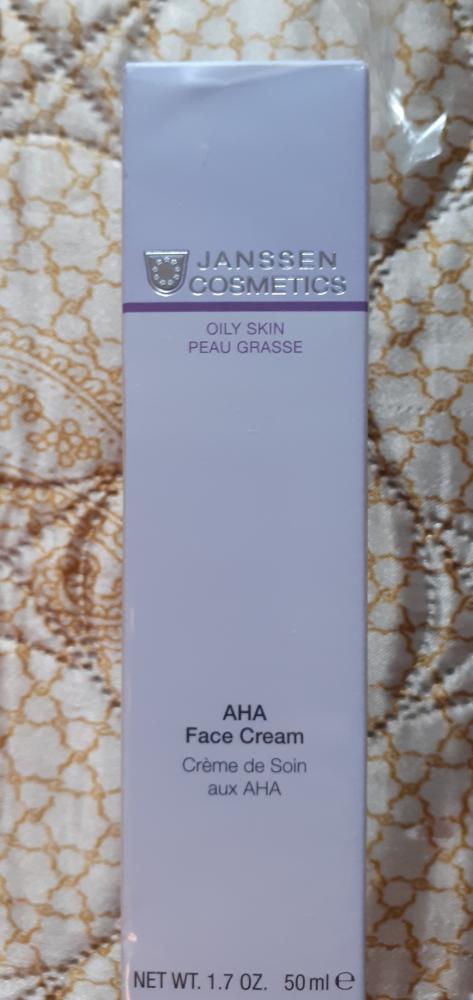 JANSSEN
COSMETICS
OILY SKIN
PEAU GRASSE
AHA
Face Cream
Crème de Soin
aux AHA
NET WT. 1.7 OZ. 50 ml ℮